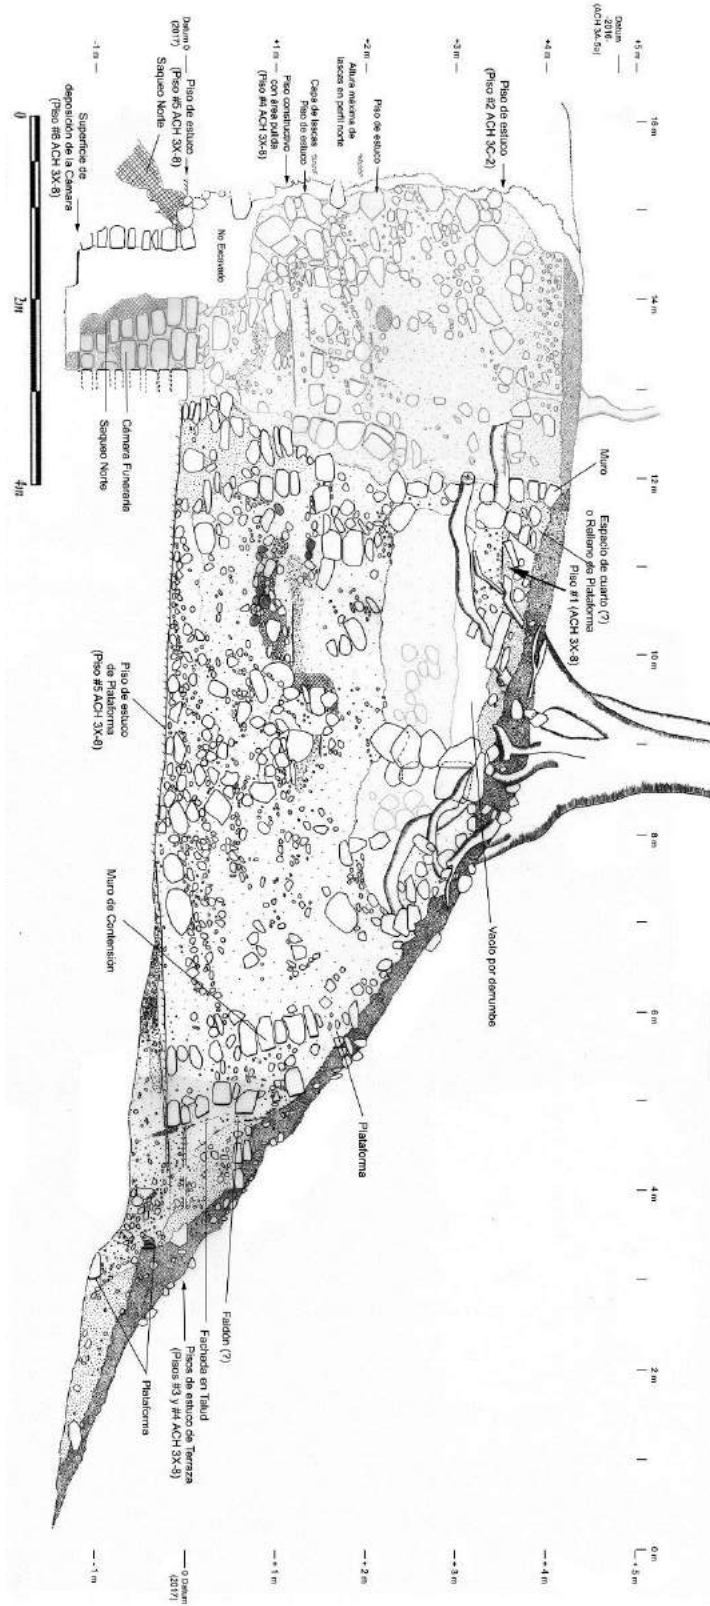 16 m
14 m
12 m
10 m
8 m
6 m
4 m
2 m
0 m
+5 m
Datum
-2016-
(ACH 3A-5a)
+4 m
+3 m
+2 m
+1 m
Datum 0
(2017)
-1 m
Piso de estuco
(Piso #2 ACH 3C-2)
Piso de estuco
Altura máxima de
lascas en perfil norte
Capa de lascas
Piso de estuco
Piso constructivo
con área pulida
(Piso #4 ACH 3X-8)
Piso de estuco
(Piso #5 ACH 3X-8)
Saqueo Norte
Superficie de
deposición de la Cámara
(Piso #6 ACH 3X-8)
No Excavado
Cámara Funeraria
Saqueo Norte
Muro
Espacio de cuarto (?)
o Relleno de Plataforma
Piso #1 (ACH 3X-8)
Piso de estuco
de Plataforma
(Piso #5 ACH 3X-8)
Vacío por derrumbe
Muro de Contensión
Plataforma
Faldón (?)
Fachada en Talud
Pisos de estuco de Terraza
(Pisos #3 y #4 ACH 3X-8)
Plataforma
+5 m
+4 m
+3 m
+2 m
+1 m
0 Datum
(2017)
-1 m
0
2m
4m